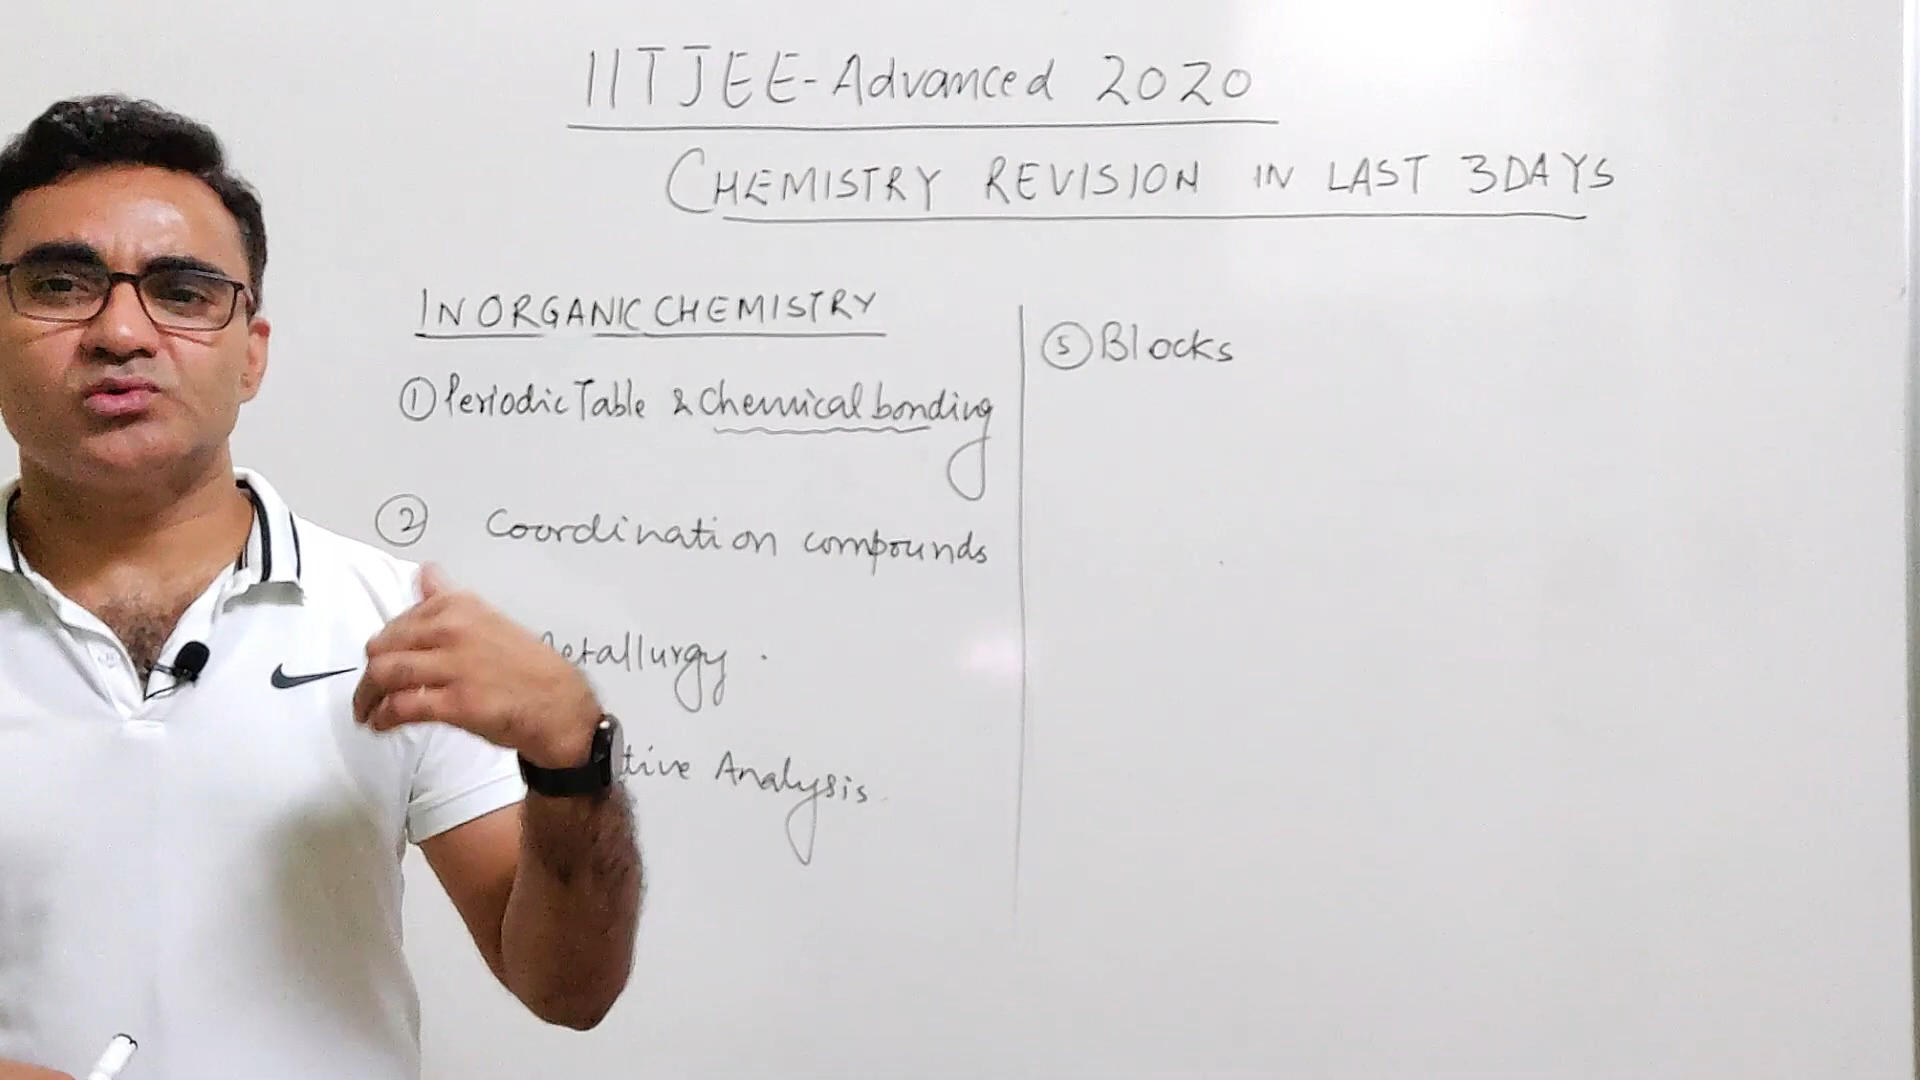 IITJEE-Advanced 2020
CHEMISTRY REVISION IN LAST 3DAYS
INORGANIC CHEMISTRY
① Periodic Table & Chemical bonding
② Coordination compounds
etallurgy .
tive Analysis
⑤ Blocks